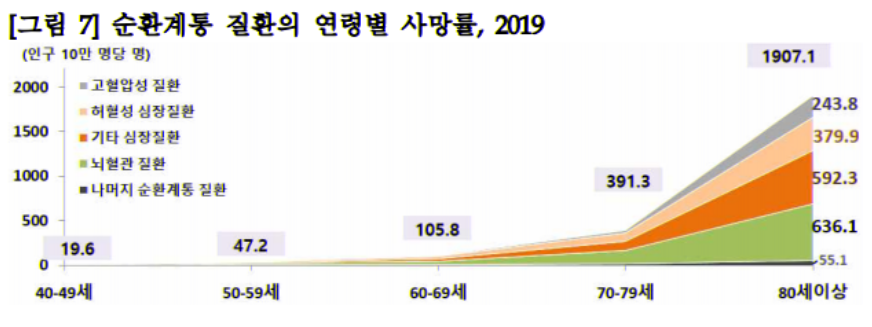 [그림 7] 순환계통 질환의 연령별 사망률, 2019
(인구 10만 명당 명)
1907.1
2000
고혈압성 질환
243.8
허혈성 심장질환
1500
379.9
기타 심장질환
1000
391.3
592.3
뇌혈관 질환
나머지 순환계통 질환
500
105.8
636.1
19.6
47.2
0
55.1
40-49세
50-59세
60-69세
70-79세
80세이상